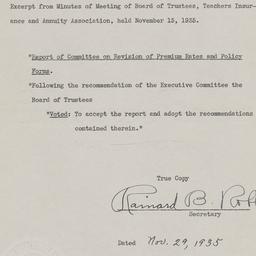 Excerpt from Minutes of Meeting of Board of Trustees, Teachers Insur-
ance and Annuity Association, held November 15, 1935.
"Report of Committee on Revision of Premium Rates and Policy
Forms.
"Following the recommendation of the Executive Committee the
Board of Trustees
"Voted: To accept the report and adopt the recommendations
contained therein."
True Copy
Rainard B. Rob
Secretary
Dated Nov. 29, 1935